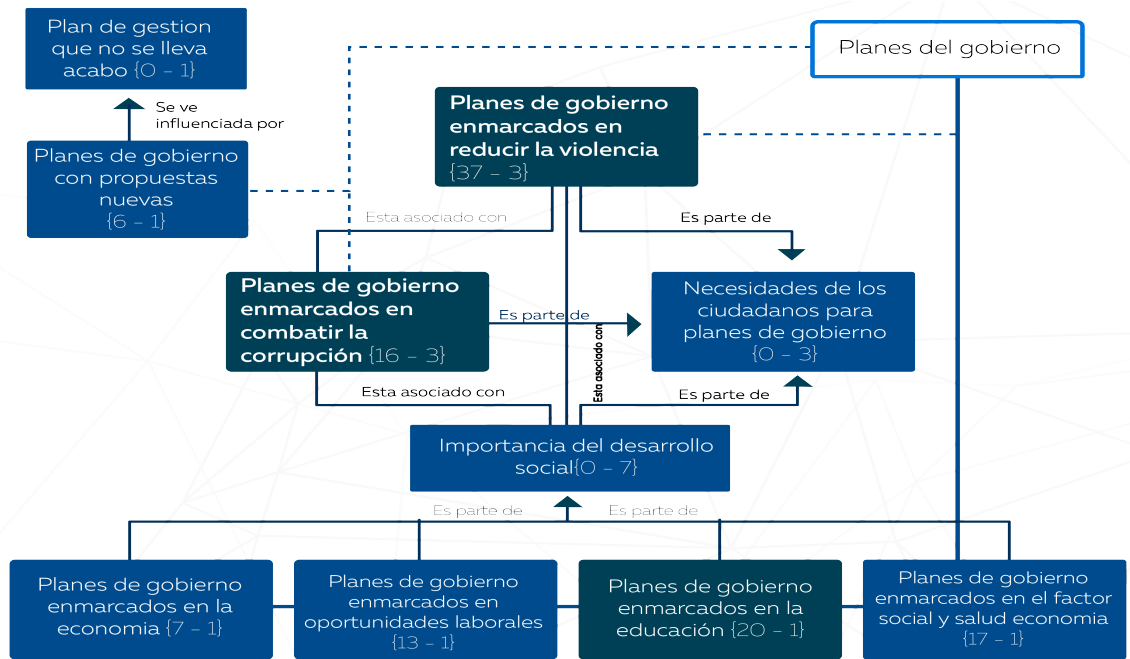 Plan de gestion
que no se lleva
acabo {0 - 1}
Planes del gobierno
Se ve
influenciada por
Planes de gobierno
enmarcados en
reducir la violencia
{37 - 3}
Planes de gobierno
con propuestas
nuevas
{6 - 1}
Esta asociado con
Es parte de
Planes de gobierno
enmarcados en
combatir la
corrupción {16 - 3}
Es parte de
Necesidades de los
ciudadanos para
planes de gobierno
{0 - 3}
Esta asociado con
Esta asociado con
Es parte de
Importancia del desarrollo
social{0 - 7}
Es parte de
Es parte de
Planes de gobierno
enmarcados en la
economia {7 - 1}
Planes de gobierno
enmarcados en
oportunidades laborales
{13 - 1}
Planes de gobierno
enmarcados en la
educación {20 - 1}
Planes de gobierno
enmarcados en el factor
social y salud economia
{17 - 1}